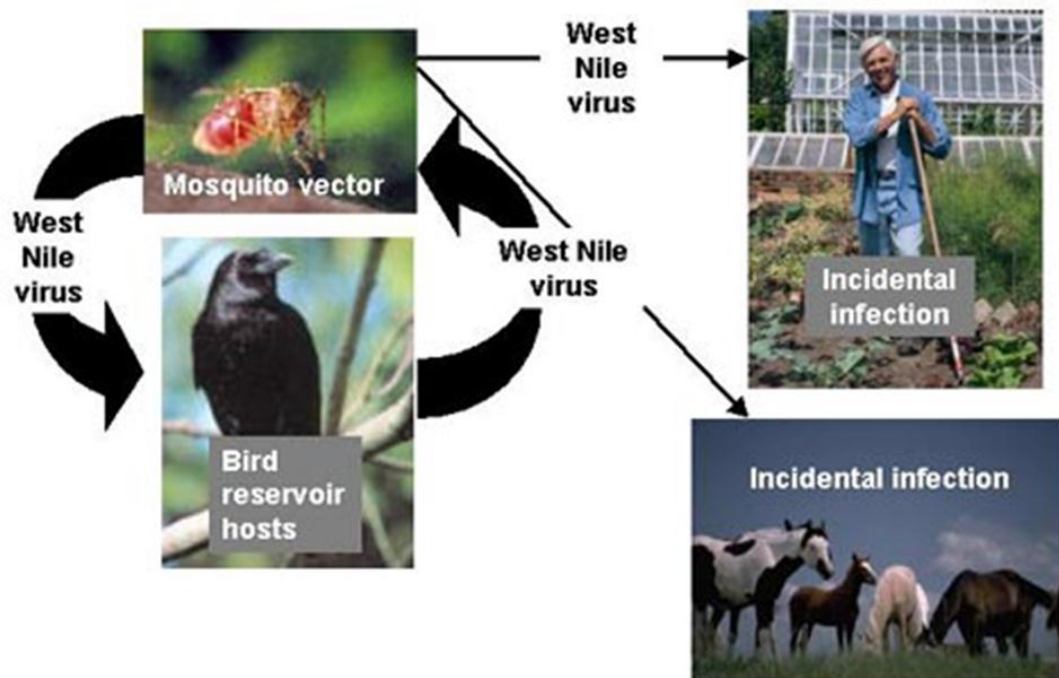 West
Nile
virus
Mosquito vector
West
Nile
virus
West Nile
virus
Incidental
infection
Bird
reservoir
hosts
Incidental infection